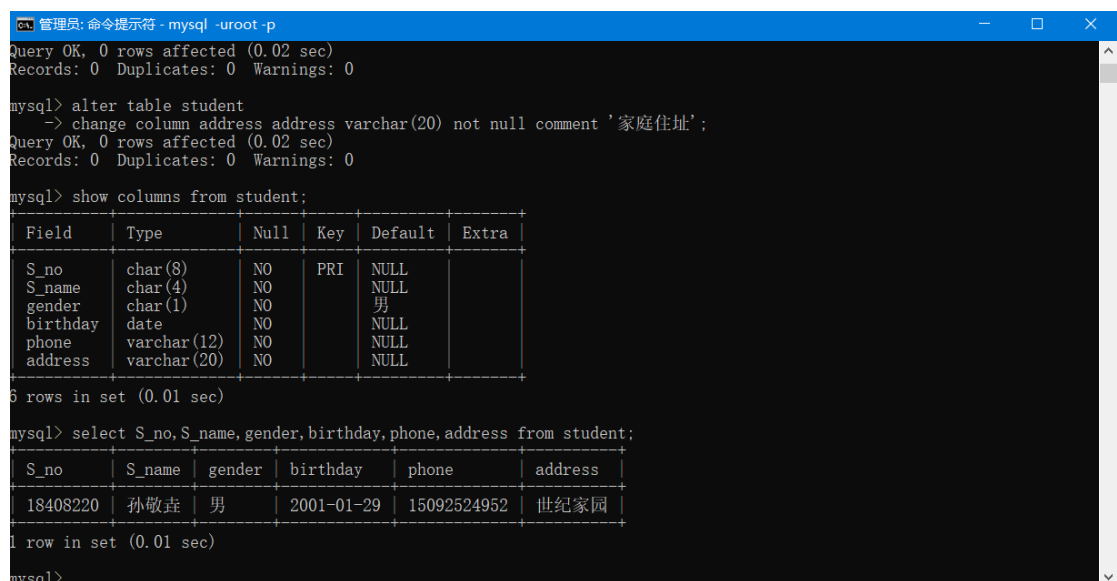 管理员: 命令提示符 - mysql -uroot -p
Query OK, 0 rows affected (0.02 sec)
Records: 0 Duplicates: 0 Warnings: 0
mysql> alter table student
-> change column address address varchar(20) not null comment '家庭住址';
Query OK, 0 rows affected (0.02 sec)
Records: 0 Duplicates: 0 Warnings: 0
mysql> show columns from student;
+----------+-------------+------+-----+---------+-------+
| Field | Type | Null | Key | Default | Extra |
+----------+-------------+------+-----+---------+-------+
| S_no | char(8) | NO | PRI | NULL | |
| S_name | char(4) | NO | | NULL | |
| gender | char(1) | NO | | 男 | |
| birthday | date | NO | | NULL | |
| phone | varchar(12) | NO | | NULL | |
| address | varchar(20) | NO | | NULL | |
+----------+-------------+------+-----+---------+-------+
6 rows in set (0.01 sec)
mysql> select S_no,S_name,gender,birthday,phone,address from student;
+----------+--------+--------+------------+-------------+----------+
| S_no | S_name | gender | birthday | phone | address |
+----------+--------+--------+------------+-------------+----------+
| 18408220 | 孙敬垚 | 男 | 2001-01-29 | 15092524952 | 世纪家园 |
+----------+--------+--------+------------+-------------+----------+
1 row in set (0.01 sec)
mysql>